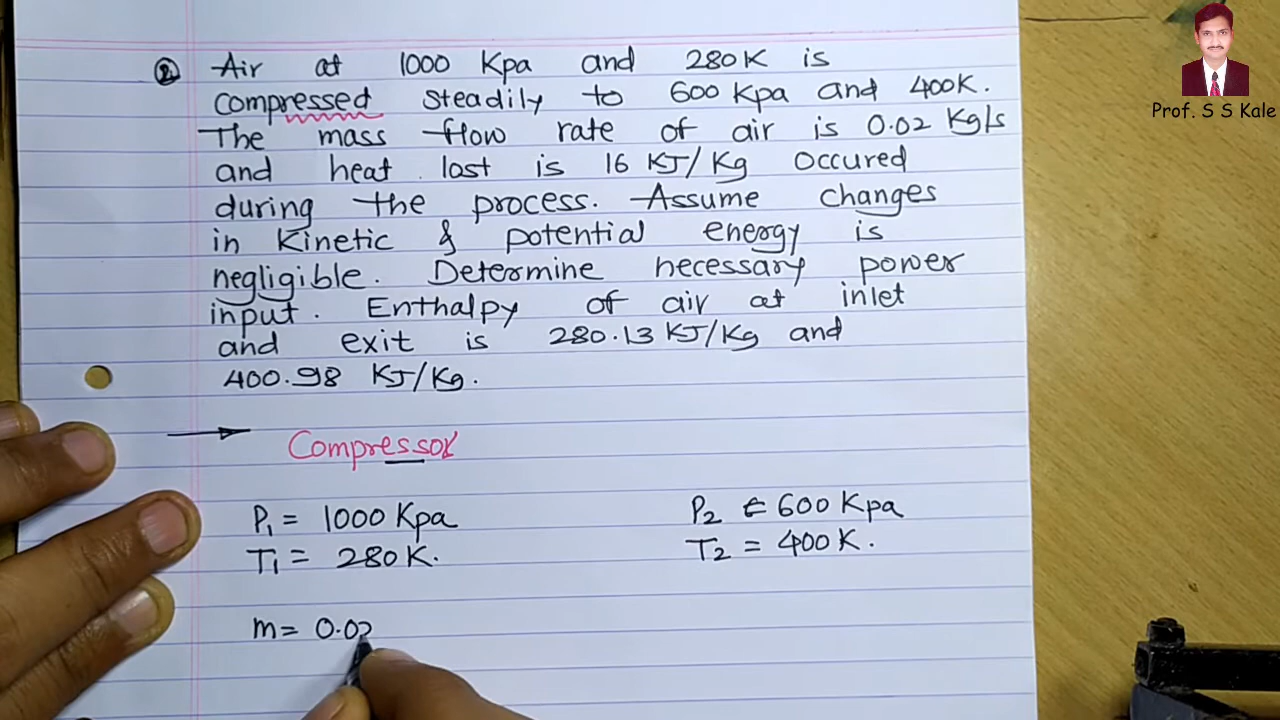 Prof. S S Kale
② Air at 1000 Kpa and 280K is
compressed steadily to 600 Kpa and 400K.
The mass flow rate of air is 0.02 Kg/s
and heat lost is 16 KJ/Kg occured
during the process. Assume changes
in Kinetic & potential energy is
negligible. Determine necessary power
input. Enthalpy of air at inlet
and exit is 280.13 KJ/Kg and
400.98 KJ/Kg.
Compressor
P1 = 1000 Kpa P2 = 600 Kpa
T1 = 280 K. T2 = 400 K.
m = 0.02